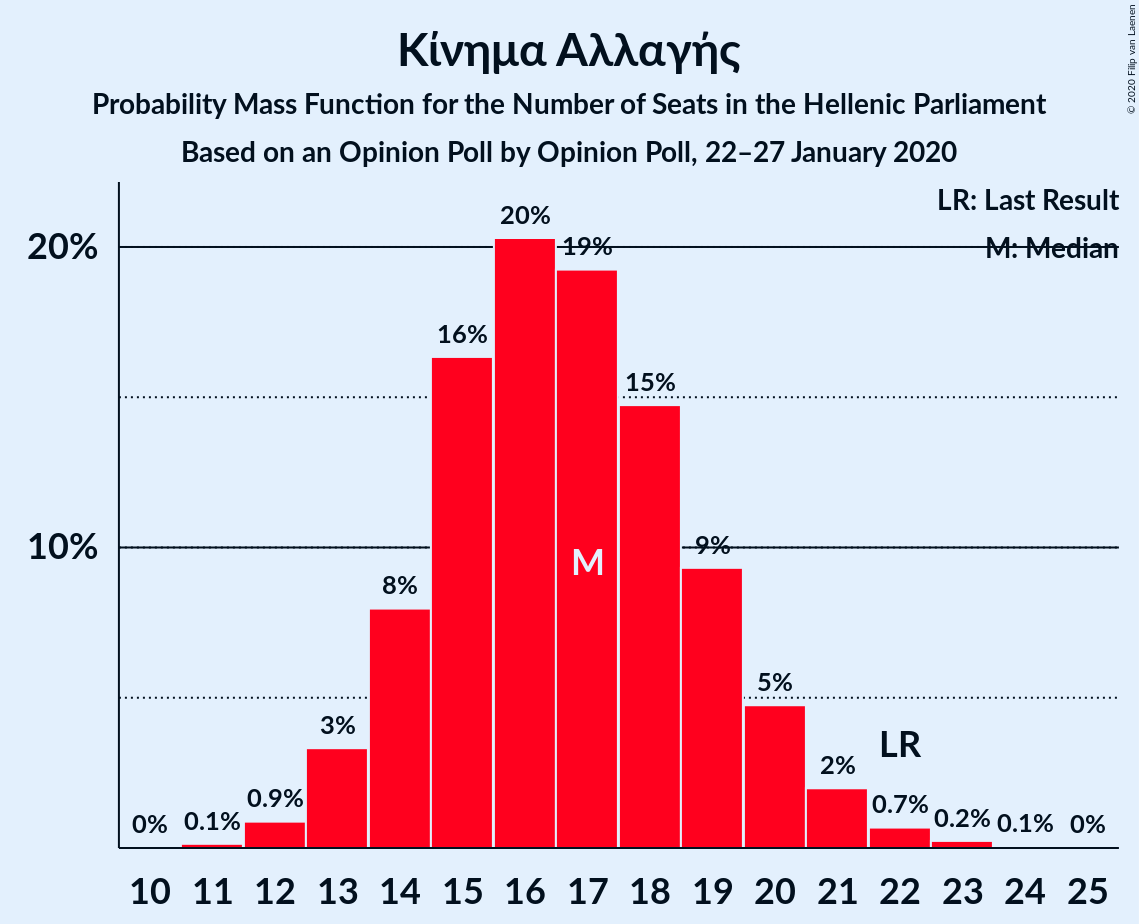 Κίνημα Αλλαγής
Probability Mass Function for the Number of Seats in the Hellenic Parliament
Based on an Opinion Poll by Opinion Poll, 22–27 January 2020
© 2020 Filip van Laenen
LR: Last Result
M: Median
20%
10%
0%
0.1%
0.9%
3%
8%
16%
20%
19%
15%
9%
5%
2%
0.7%
0.2%
0.1%
0%
M
LR
10 11 12 13 14 15 16 17 18 19 20 21 22 23 24 25